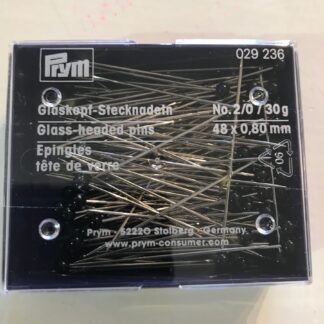 Prym
029 236
Glaskopf-Stecknadeln No. 2/0 / 30 g
Glass-headed pins 48 x 0,80 mm
Epingles
tête de verre
Prym - 52220 Stolberg - Germany
www.prym-consumer.com